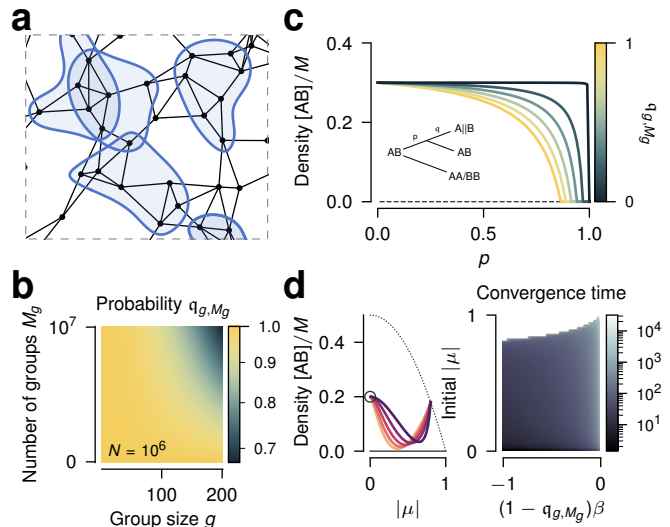 a
c
Density [AB]/M
0.4
0.2
0.0
0.0
0.5
1.0
p
p
q
A||B
AB
AB
AA/BB
1
0
q_{g,M_g}
b
Probability q_{g,M_g}
Number of groups M_g
10^7
0
N = 10^6
100
200
Group size g
1.0
0.9
0.8
0.7
d
Density [AB]/M
0.4
0.2
0.0
0
1
|μ|
Convergence time
Initial |μ|
1
0
−1
0
(1 − q_{g,M_g})β
10^4
10^3
10^2
10^1